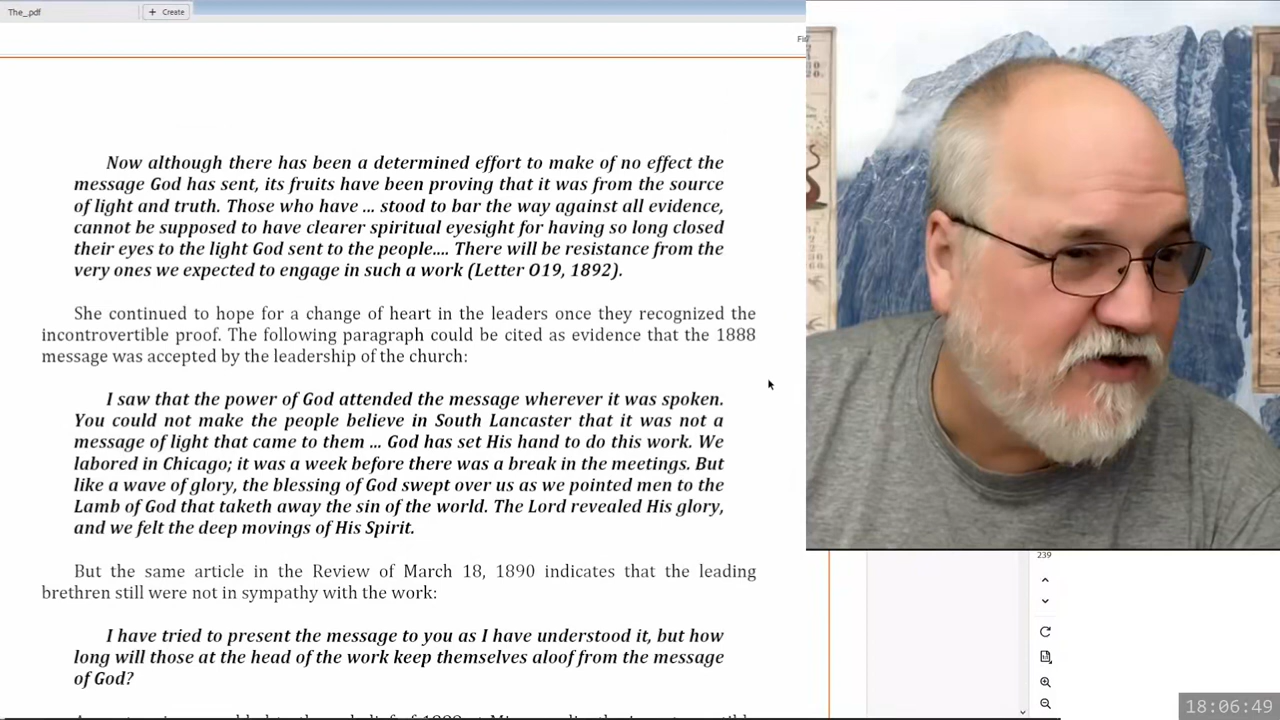 The_.pdf
+ Create
Now although there has been a determined effort to make of no effect the
message God has sent, its fruits have been proving that it was from the source
of light and truth. Those who have ... stood to bar the way against all evidence,
cannot be supposed to have clearer spiritual eyesight for having so long closed
their eyes to the light God sent to the people.... There will be resistance from the
very ones we expected to engage in such a work (Letter O19, 1892).
She continued to hope for a change of heart in the leaders once they recognized the
incontrovertible proof. The following paragraph could be cited as evidence that the 1888
message was accepted by the leadership of the church:
I saw that the power of God attended the message wherever it was spoken.
You could not make the people believe in South Lancaster that it was not a
message of light that came to them ... God has set His hand to do this work. We
labored in Chicago; it was a week before there was a break in the meetings. But
like a wave of glory, the blessing of God swept over us as we pointed men to the
Lamb of God that taketh away the sin of the world. The Lord revealed His glory,
and we felt the deep movings of His Spirit.
But the same article in the Review of March 18, 1890 indicates that the leading
brethren still were not in sympathy with the work:
I have tried to present the message to you as I have understood it, but how
long will those at the head of the work keep themselves aloof from the message
of God?
239
18:06:49